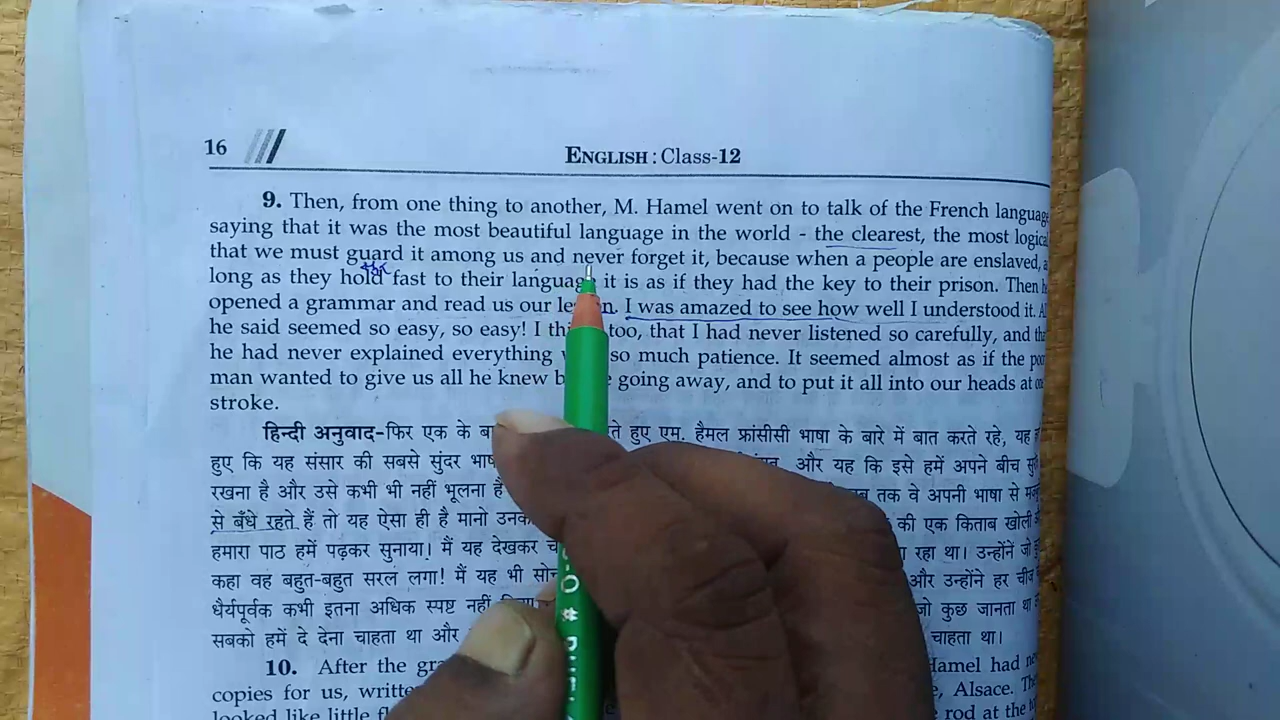 16
ENGLISH : Class-12
9. Then, from one thing to another, M. Hamel went on to talk of the French language
saying that it was the most beautiful language in the world - the clearest, the most logical
that we must guard it among us and never forget it, because when a people are enslaved,
long as they hold fast to their language it is as if they had the key to their prison. Then
opened a grammar and read us our I was amazed to see how well I understood it.
he said seemed so easy, so easy! I too, that I had never listened so carefully, and
he had never explained everything so much patience. It seemed almost as if the
man wanted to give us all he knew going away, and to put it all into our heads at
stroke.
हिन्दी अनुवाद-फिर एक के हुए एम. हैमल फ्रांसीसी भाषा के बारे में बात करते रहे, यह
हुए कि यह संसार की सबसे सुंदर और यह कि इसे हमें अपने बीच
रखना है और उसे कभी भी नहीं भूलना है तक वे अपनी भाषा से
से बँधे रहते हैं तो यह ऐसा ही है मानो की एक किताब खोली
हमारा पाठ हमें पढ़कर सुनाया। मैं यह देखकर रहा था। उन्होंने जो
कहा वह बहुत-बहुत सरल लगा! मैं यह भी और उन्होंने हर चीज
धैर्यपूर्वक कभी इतना अधिक स्पष्ट नहीं जो कुछ जानता था
सबको हमें दे देना चाहता था और चाहता था।
10. After the Hamel had
copies for us, Alsace.
looked like little rod at the